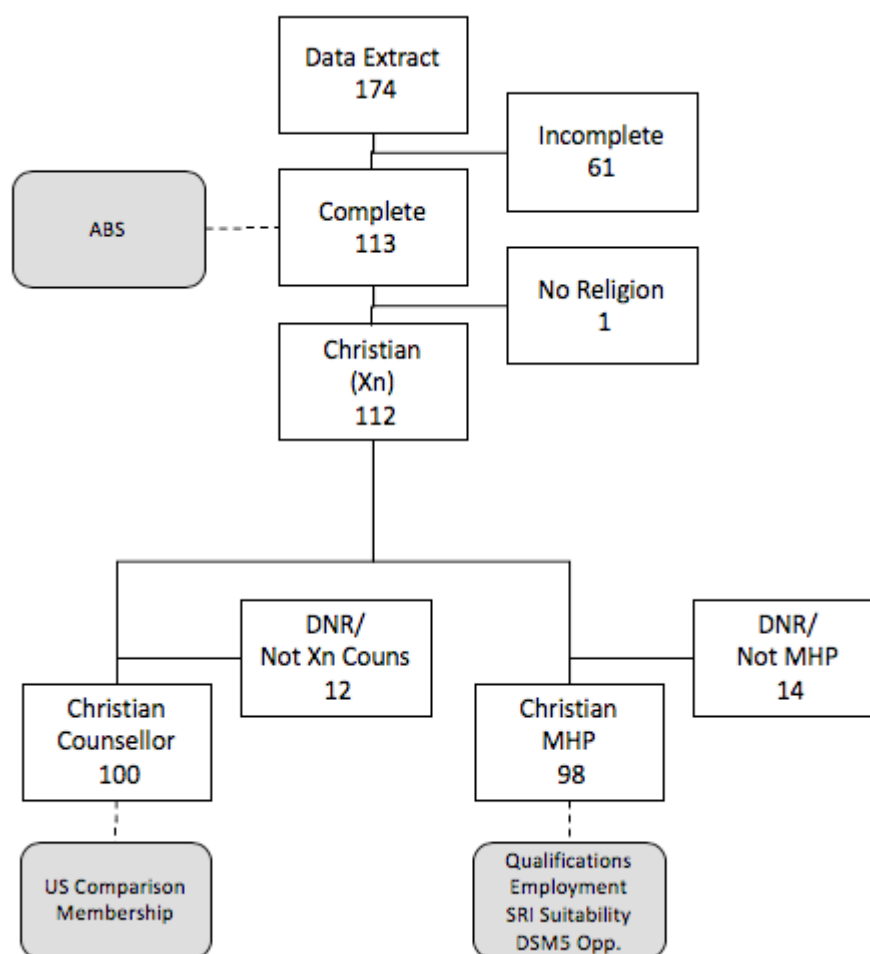 Data Extract
174
Incomplete
61
ABS
Complete
113
No Religion
1
Christian
(Xn)
112
DNR/
Not Xn Couns
12
DNR/
Not MHP
14
Christian
Counsellor
100
Christian
MHP
98
US Comparison
Membership
Qualifications
Employment
SRI Suitability
DSM5 Opp.